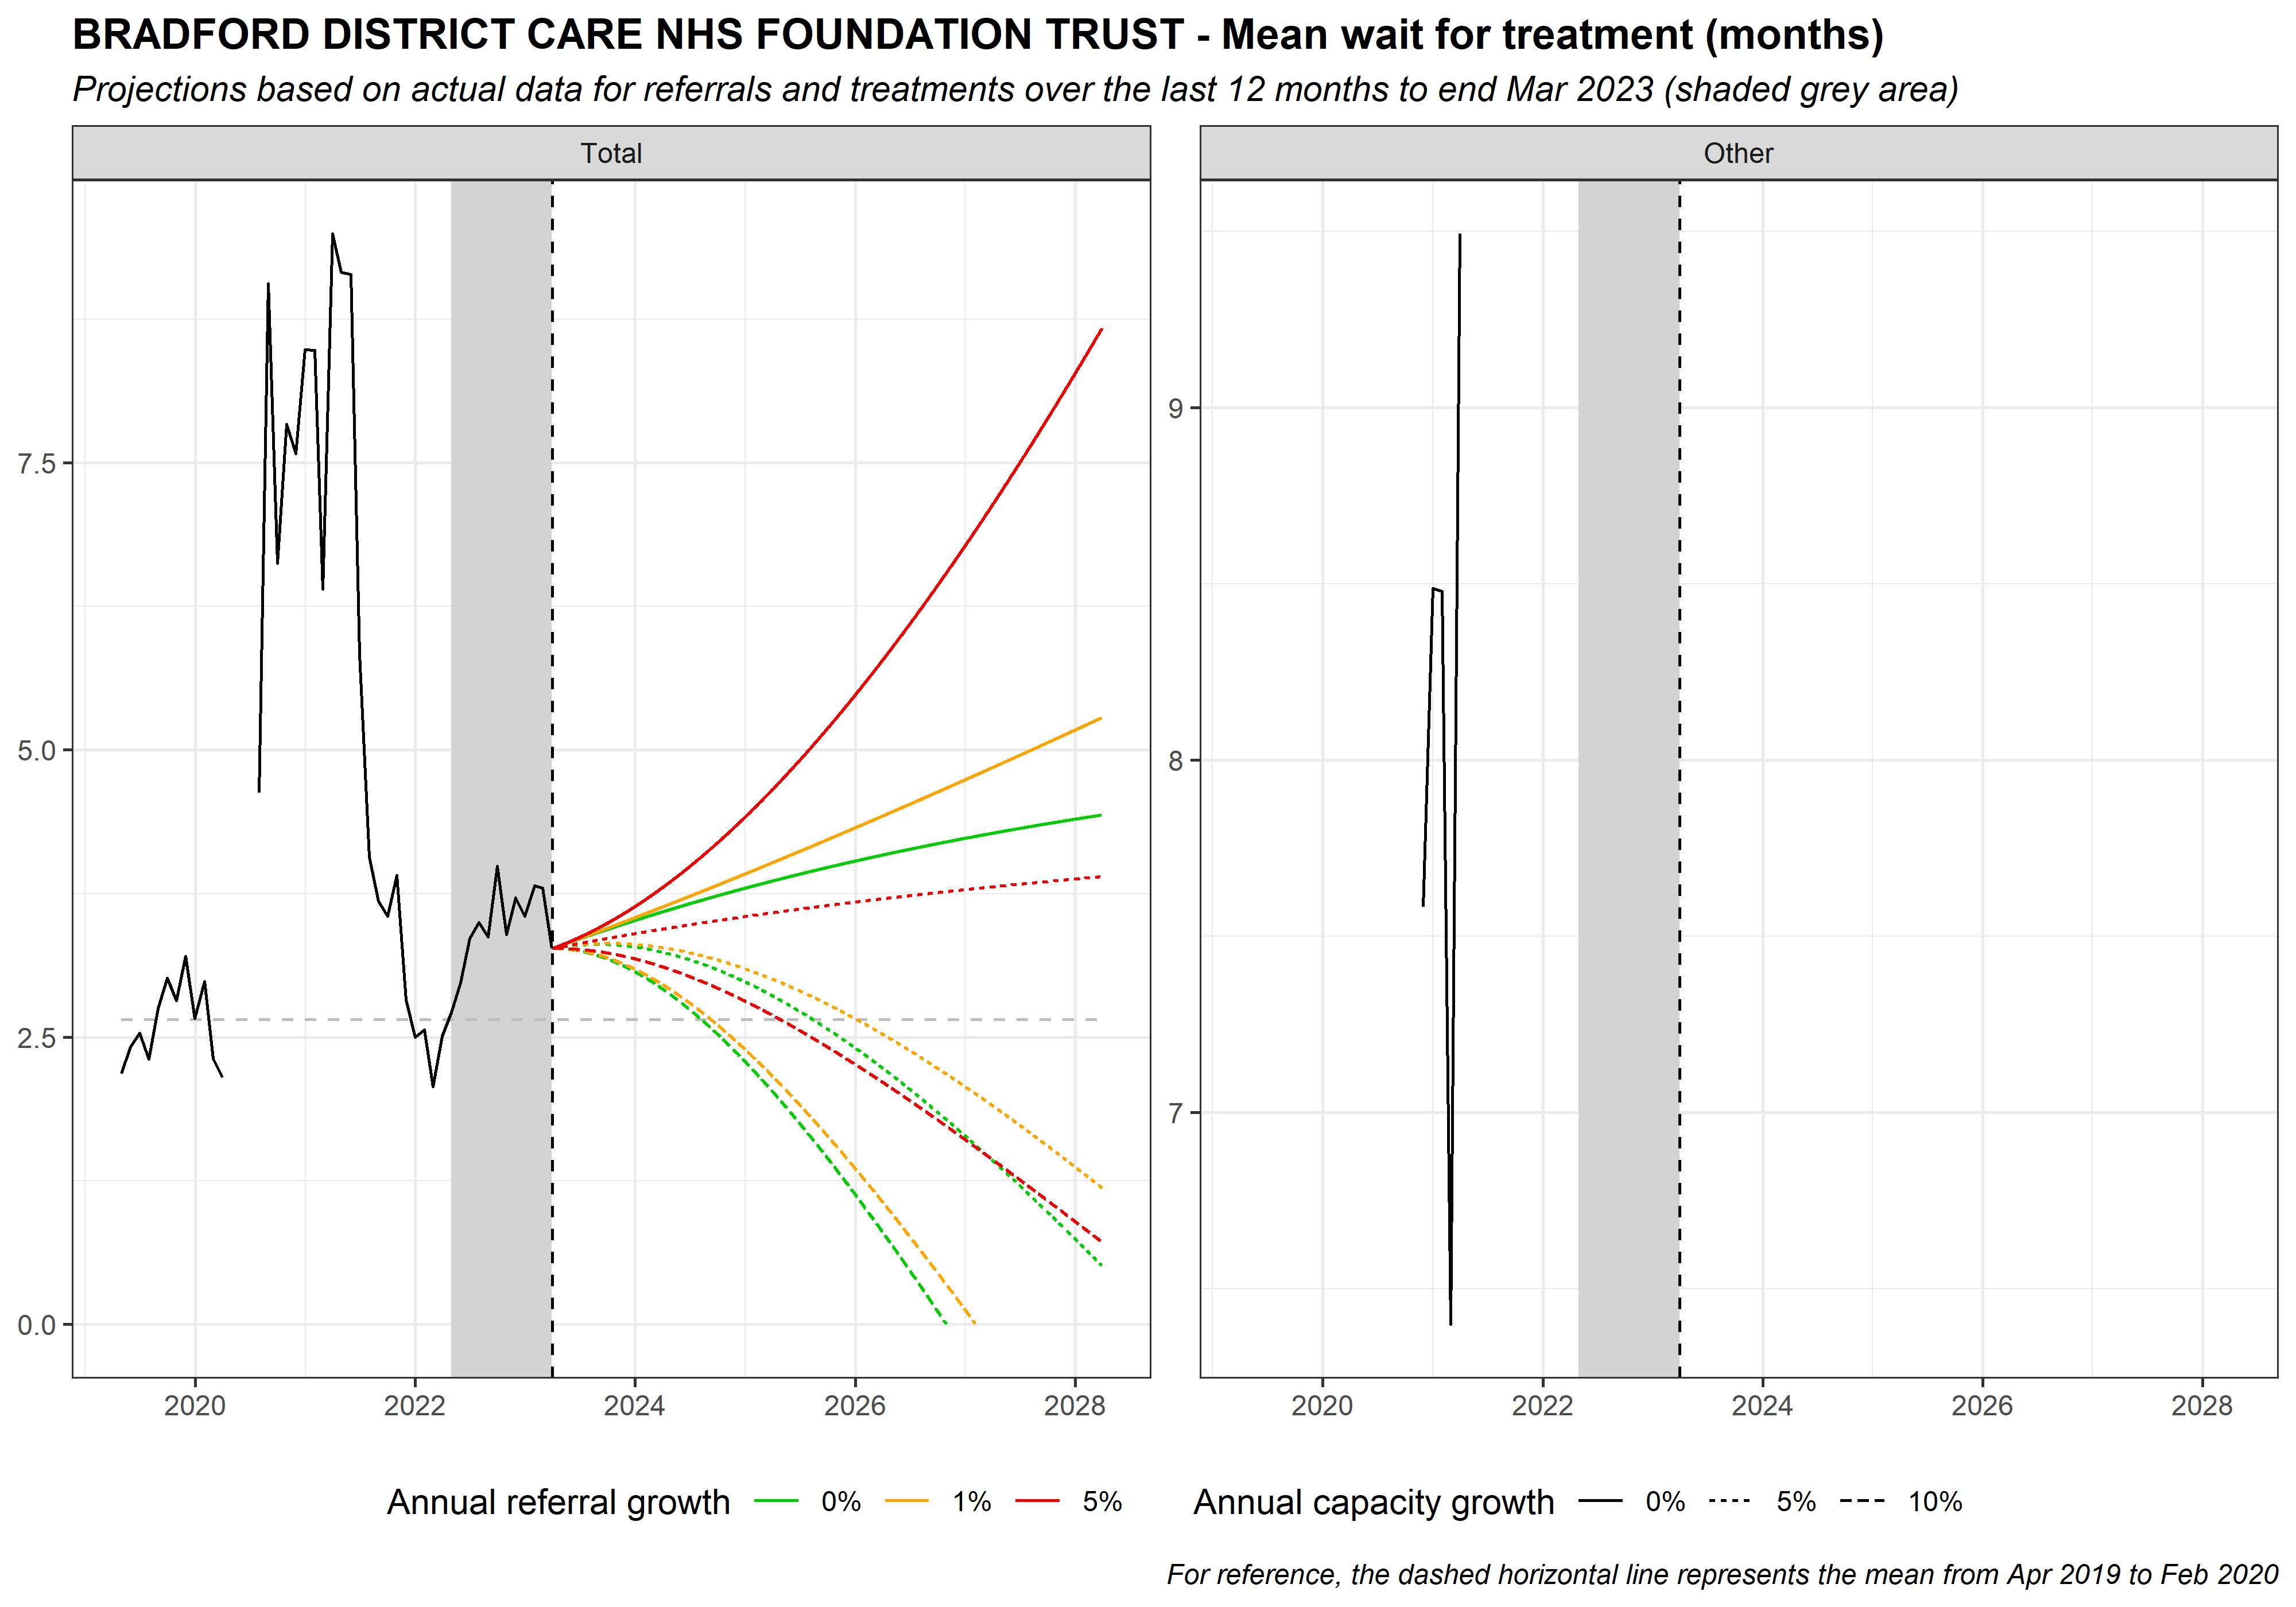 BRADFORD DISTRICT CARE NHS FOUNDATION TRUST - Mean wait for treatment (months)
Projections based on actual data for referrals and treatments over the last 12 months to end Mar 2023 (shaded grey area)
Total
Other
7.5
5.0
2.5
0.0
9
8
7
2020 2022 2024 2026 2028
2020 2022 2024 2026 2028
Annual referral growth 0% 1% 5%
Annual capacity growth 0% 5% 10%
For reference, the dashed horizontal line represents the mean from Apr 2019 to Feb 2020